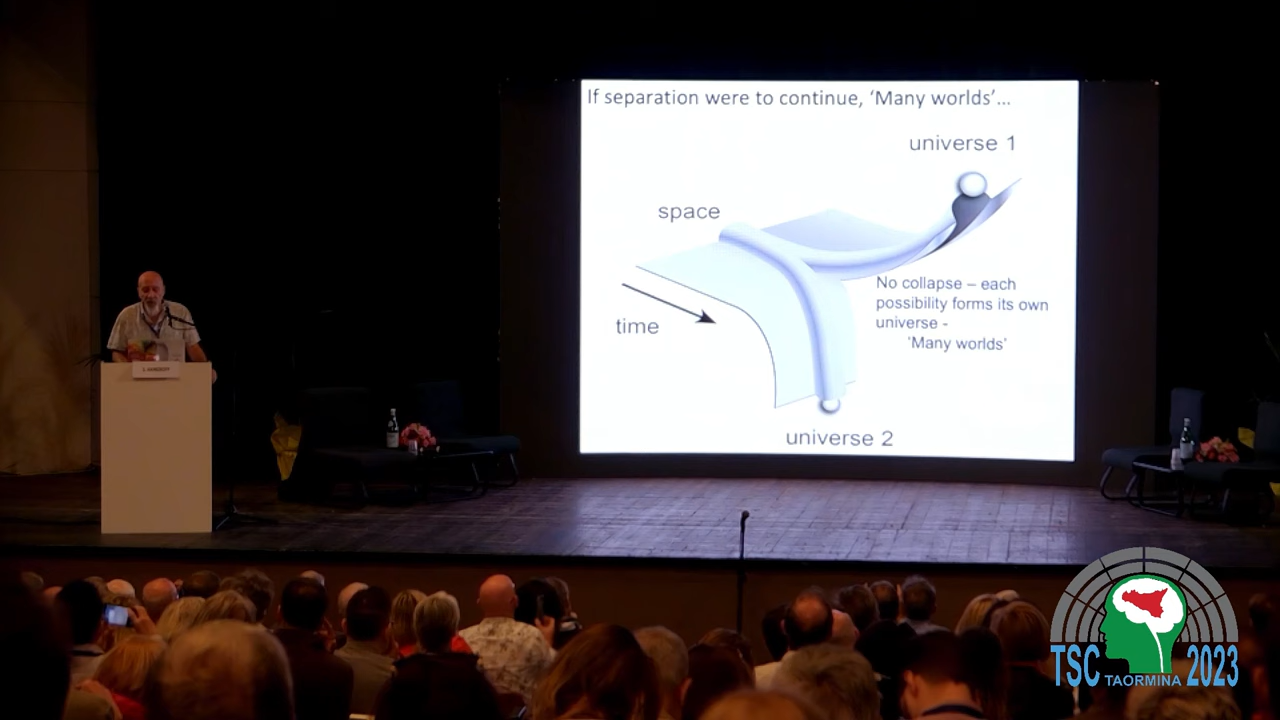 If separation were to continue, ‘Many worlds’...
universe 1
space
No collapse – each
possibility forms its own
universe -
‘Many worlds’
time
universe 2
TSC TAORMINA 2023